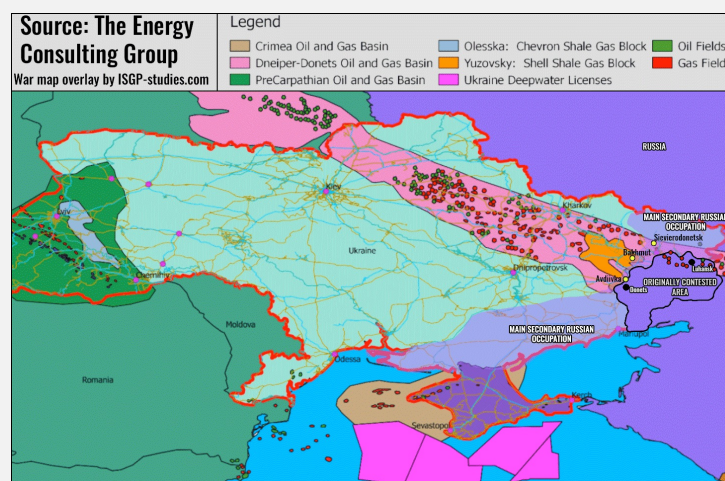 Source: The Energy
Consulting Group
War map overlay by ISGP-studies.com
Legend
Crimea Oil and Gas Basin
Dneiper-Donets Oil and Gas Basin
PreCarpathian Oil and Gas Basin
Olesska: Chevron Shale Gas Block
Yuzovsky: Shell Shale Gas Block
Ukraine Deepwater Licenses
Oil Fields
Gas Field
RUSSIA
Kiev
Kharkov
Lviv
MAIN SECONDARY RUSSIAN
OCCUPATION
Sievierodonetsk
Ukraine
Bakhmut
Luhansk
Chernihiv
Dnipropetrovsk
Avdiivka
ORIGINALLY CONTESTED
AREA
Donets
Moldova
MAIN SECONDARY RUSSIAN
OCCUPATION
Mariupol
Odessa
Romania
Kerch
Sevastopol